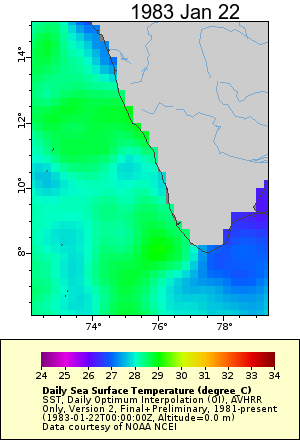 1983 Jan 22
14°
12°
10°
8°
74°
76°
78°
24 25 26 27 28 29 30 31 32 33 34
Daily Sea Surface Temperature (degree_C)
SST, Daily Optimum Interpolation (OI), AVHRR
Only, Version 2, Final+Preliminary, 1981-present
(1983-01-22T00:00:00Z, Altitude=0.0 m)
Data courtesy of NOAA NCEI